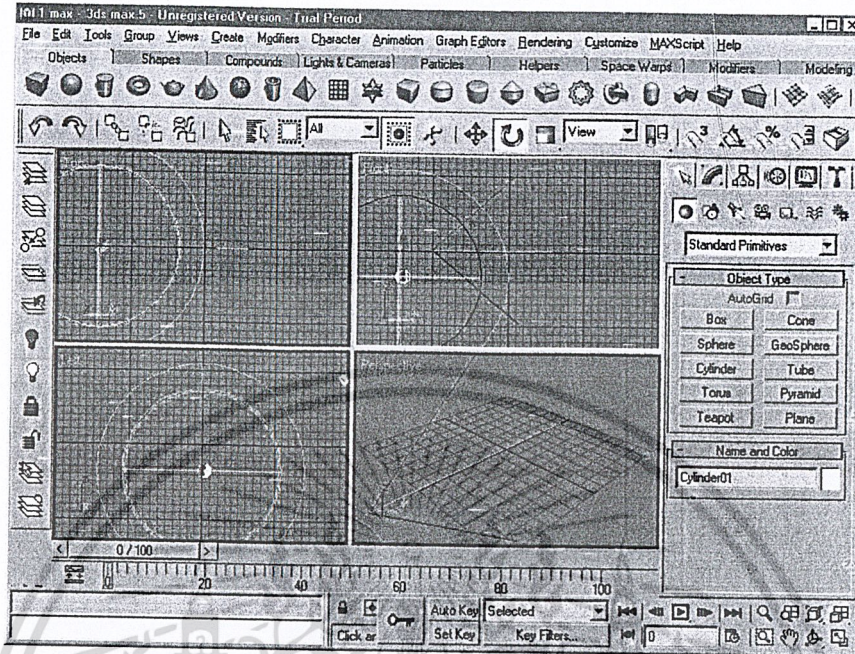 max - 3ds max.5 - Unregistered Version - Trial Period
File Edit Tools Group Views Create Modifiers Character Animation Graph Editors Rendering Customize MAXScript Help
Objects Shapes Compounds Lights & Cameras Particles Helpers Space Warps Modifiers Modeling
All View
Standard Primitives
Object Type
AutoGrid
Box Cone
Sphere GeoSphere
Cylinder Tube
Torus Pyramid
Teapot Plane
Perspective
Name and Color
Cylinder01
0 / 100
20 40 60 80 100
Auto Key Selected
Click ar Set Key Key Filters... 0